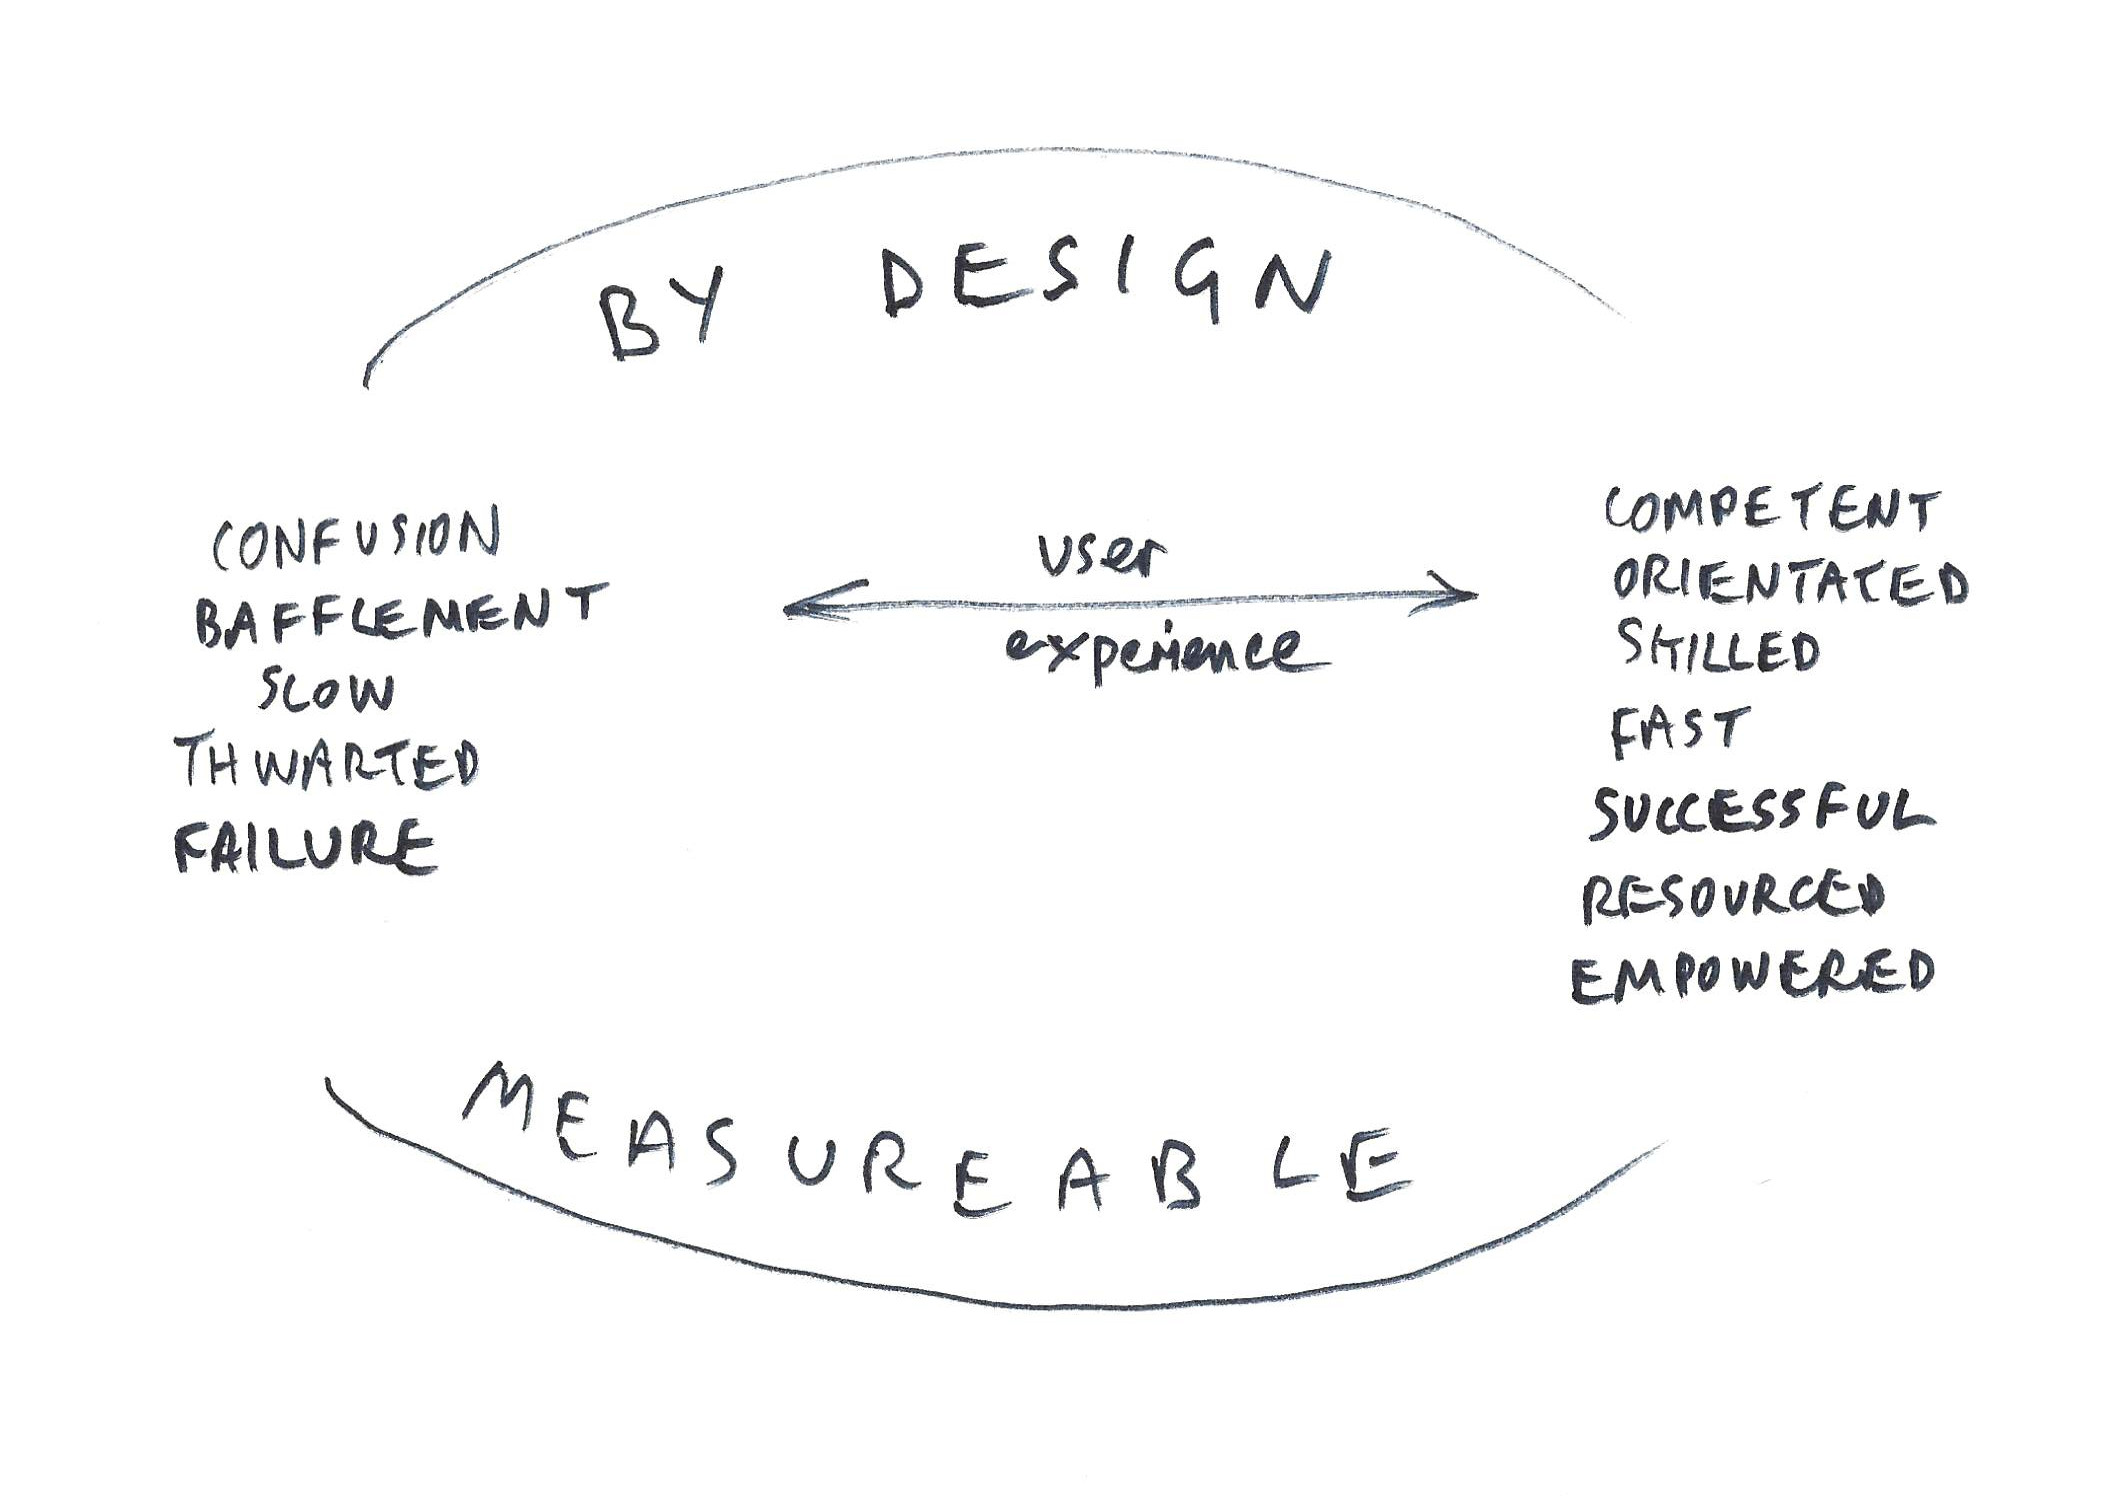 BY DESIGN
CONFUSION
BAFFLEMENT
SLOW
THWARTED
FAILURE
user
experience
COMPETENT
ORIENTATED
SKILLED
FAST
SUCCESSFUL
RESOURCED
EMPOWERED
MEASUREABLE